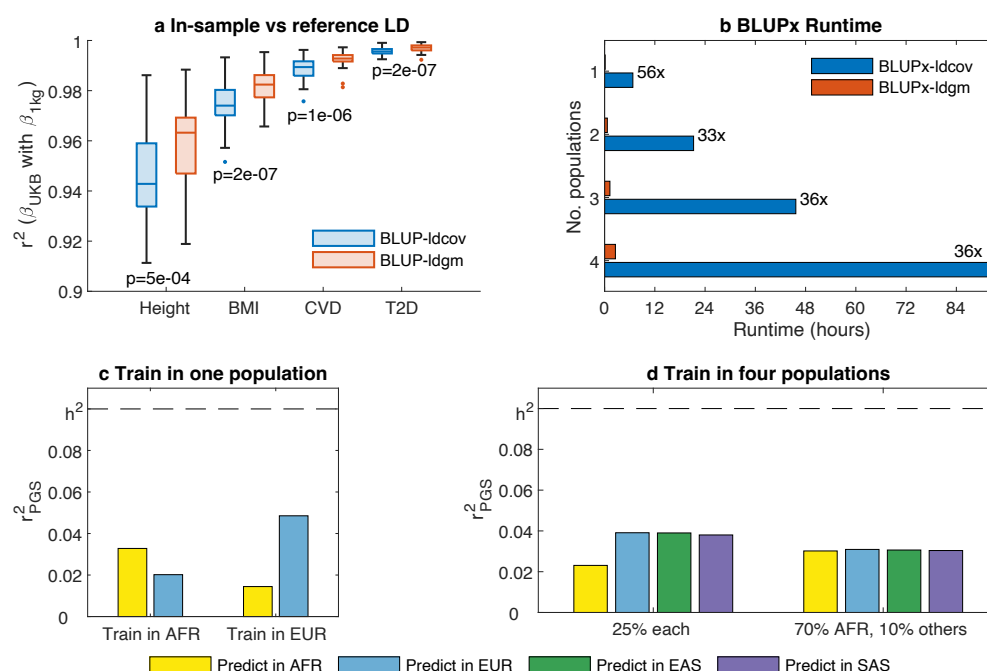 a In-sample vs reference LD
r² (β_UKB with β_1kg)
1
0.98
0.96
0.94
0.92
0.9
p=5e-04
p=2e-07
p=1e-06
p=2e-07
BLUP-ldcov
BLUP-ldgm
Height BMI CVD T2D
b BLUPx Runtime
No. populations
1
2
3
4
56x
33x
36x
36x
BLUPx-ldcov
BLUPx-ldgm
0 12 24 36 48 60 72 84
Runtime (hours)
c Train in one population
r²_PGS
h²
0.08
0.06
0.04
0.02
0
Train in AFR Train in EUR
d Train in four populations
r²_PGS
h²
0.08
0.06
0.04
0.02
0
25% each 70% AFR, 10% others
Predict in AFR Predict in EUR Predict in EAS Predict in SAS